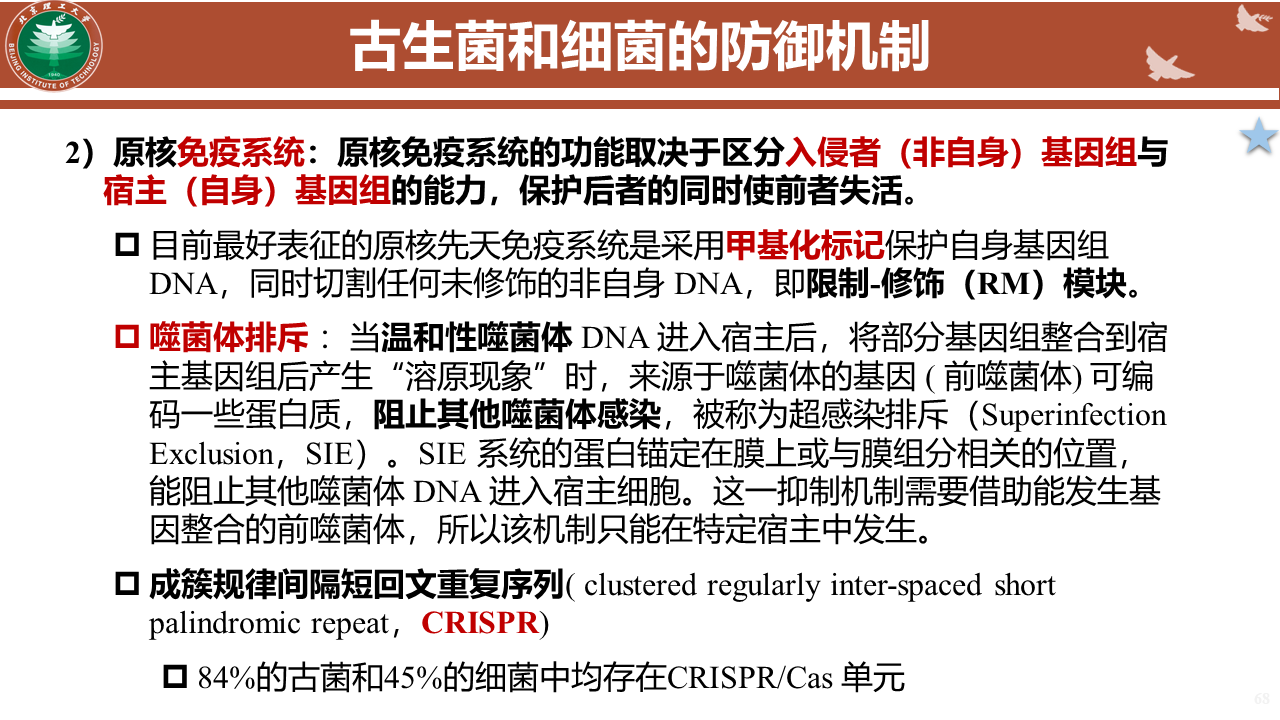 北京理工大学
BEIJING INSTITUTE OF TECHNOLOGY
1940
古生菌和细菌的防御机制
2）原核免疫系统：原核免疫系统的功能取决于区分入侵者（非自身）基因组与
宿主（自身）基因组的能力，保护后者的同时使前者失活。
目前最好表征的原核先天免疫系统是采用甲基化标记保护自身基因组
DNA，同时切割任何未修饰的非自身 DNA，即限制-修饰（RM）模块。
噬菌体排斥 ：当温和性噬菌体 DNA 进入宿主后，将部分基因组整合到宿
主基因组后产生“溶原现象”时，来源于噬菌体的基因 ( 前噬菌体) 可编
码一些蛋白质，阻止其他噬菌体感染，被称为超感染排斥（Superinfection
Exclusion，SIE）。SIE 系统的蛋白锚定在膜上或与膜组分相关的位置，
能阻止其他噬菌体 DNA 进入宿主细胞。这一抑制机制需要借助能发生基
因整合的前噬菌体，所以该机制只能在特定宿主中发生。
成簇规律间隔短回文重复序列( clustered regularly inter-spaced short
palindromic repeat，CRISPR)
84%的古菌和45%的细菌中均存在CRISPR/Cas 单元
68